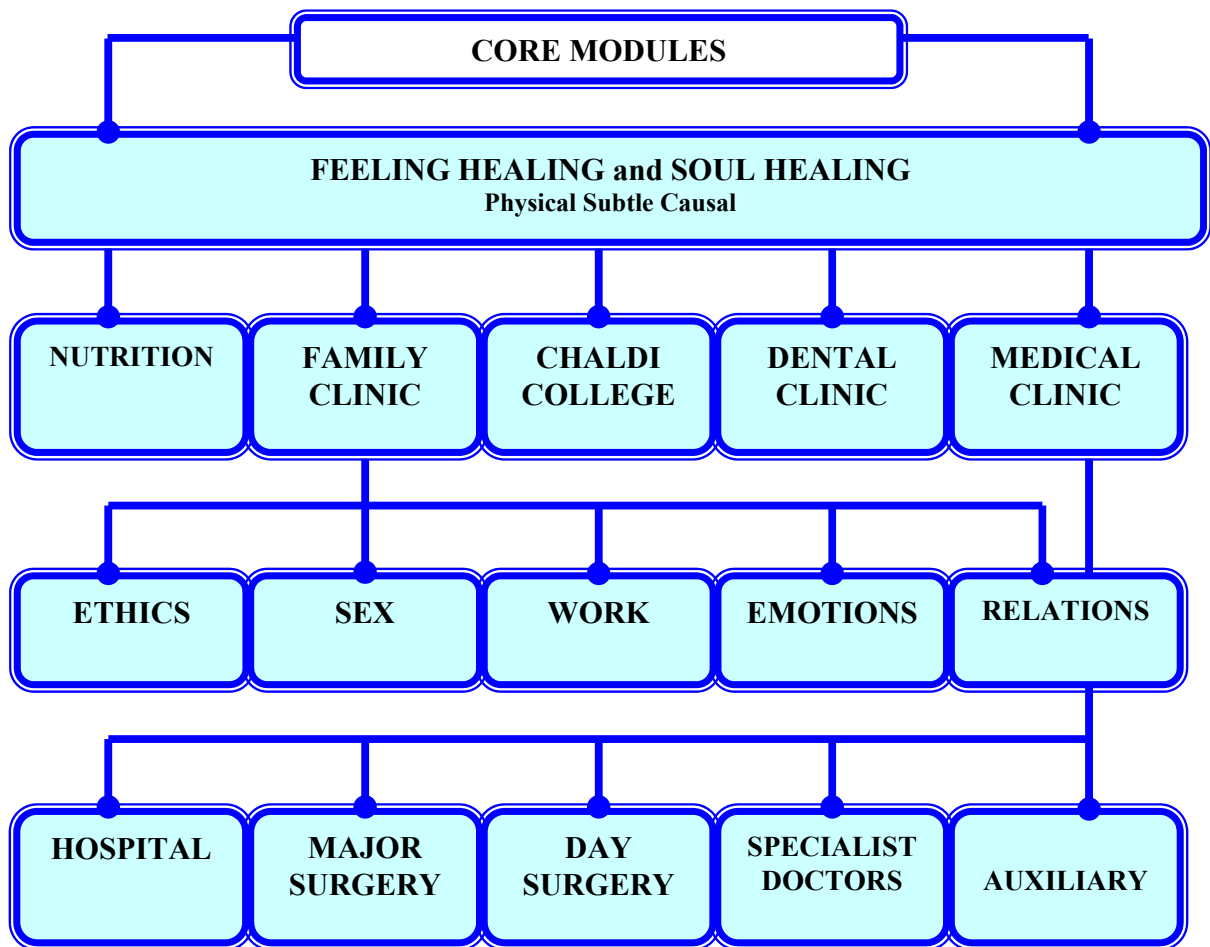 CORE MODULES
FEELING HEALING and SOUL HEALING
Physical Subtle Causal
NUTRITION
FAMILY
CLINIC
CHALDI
COLLEGE
DENTAL
CLINIC
MEDICAL
CLINIC
ETHICS
SEX
WORK
EMOTIONS
RELATIONS
HOSPITAL
MAJOR
SURGERY
DAY
SURGERY
SPECIALIST
DOCTORS
AUXILIARY